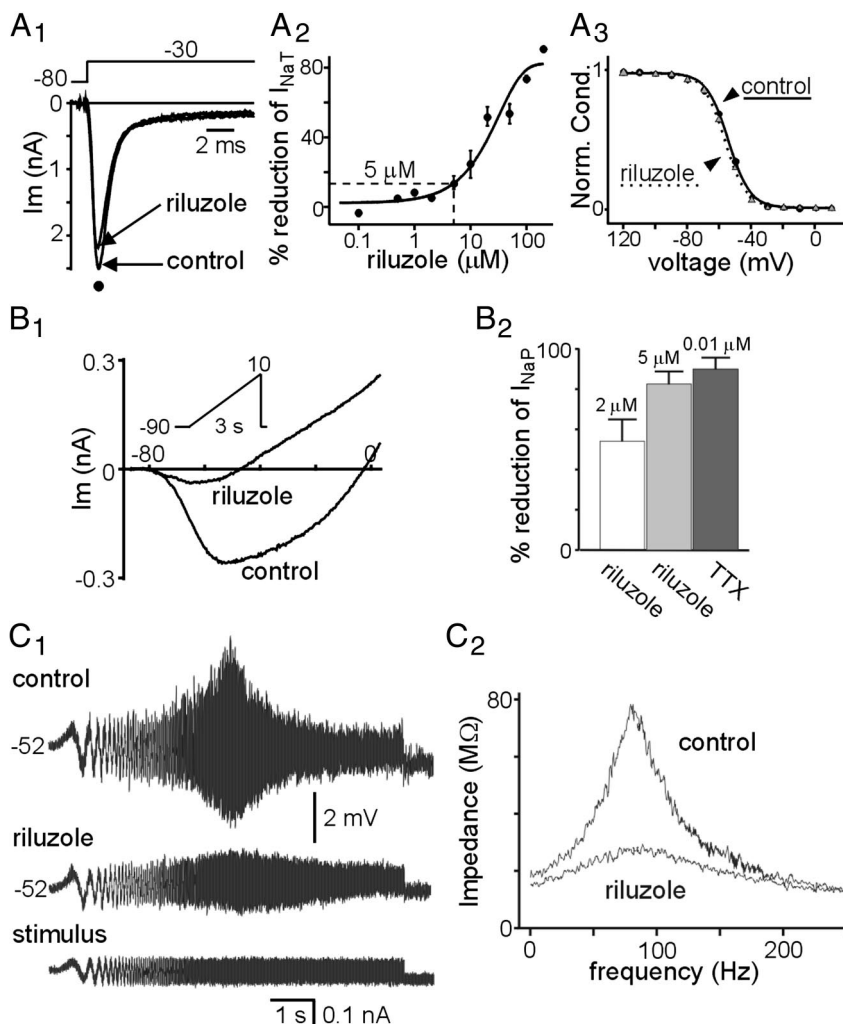 A1
-30
-80
0
1
2
Im (nA)
2 ms
riluzole
control
A2
% reduction of INaT
80
40
0
5 µM
0.1
1
10
100
riluzole (µM)
A3
Norm. Cond.
1
0
control
riluzole
-120
-80
-40
0
voltage (mV)
B1
0.3
0
-0.3
Im (nA)
10
-90
3 s
-80
0
riluzole
control
B2
% reduction of INaP
100
0
2 µM
5 µM
0.01 µM
riluzole
riluzole
TTX
C1
control
-52
2 mV
riluzole
-52
stimulus
1 s
0.1 nA
C2
Impedance (MΩ)
80
0
control
riluzole
0
100
200
frequency (Hz)